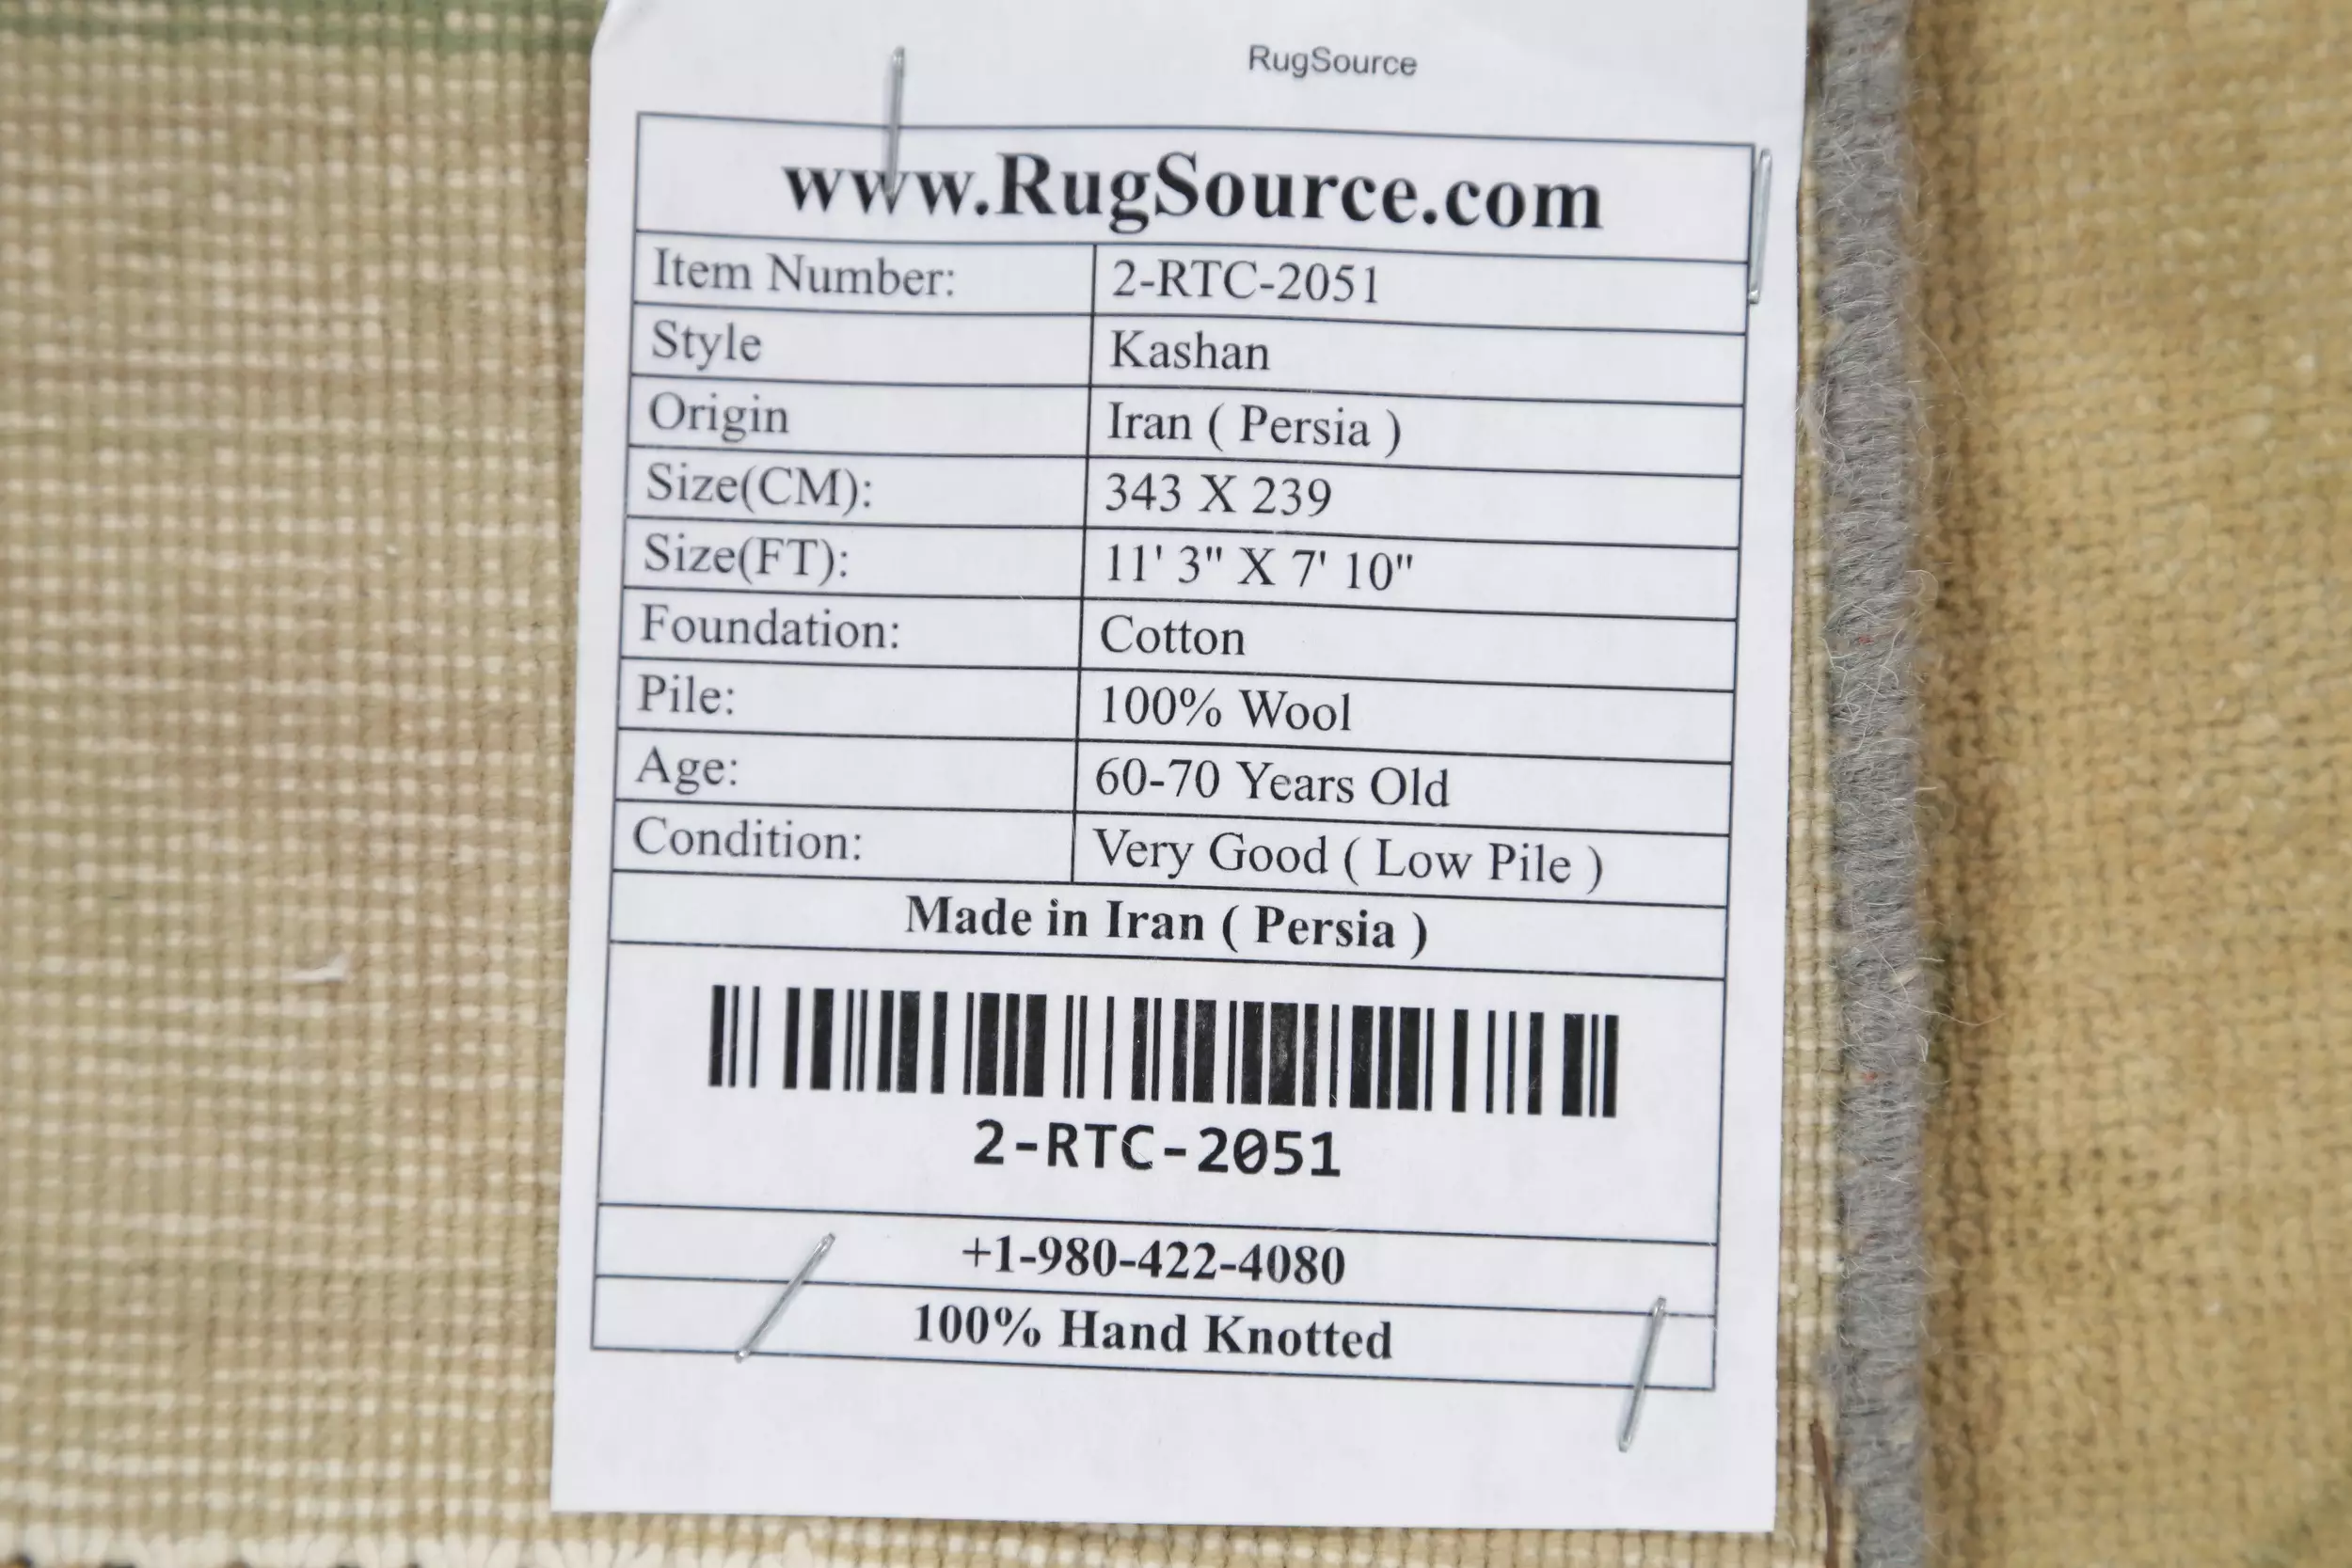 RugSource
www.RugSource.com
Item Number: 2-RTC-2051
Style Kashan
Origin Iran ( Persia )
Size(CM): 343 X 239
Size(FT): 11' 3" X 7' 10"
Foundation: Cotton
Pile: 100% Wool
Age: 60-70 Years Old
Condition: Very Good ( Low Pile )
Made in Iran ( Persia )
2-RTC-2051
+1-980-422-4080
100% Hand Knotted